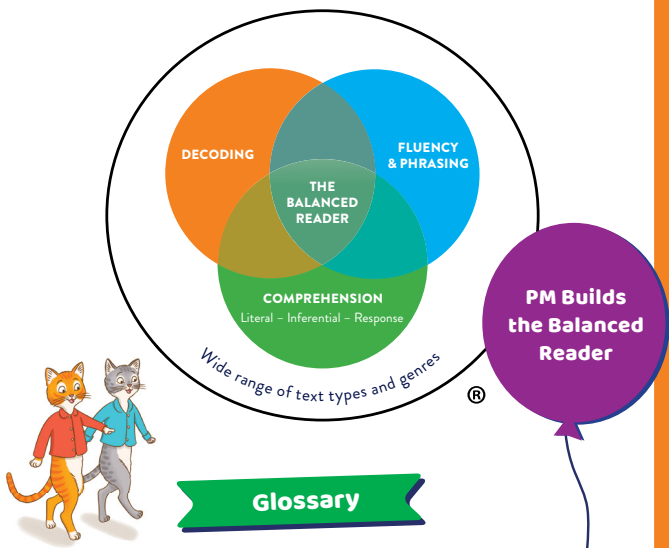 DECODING
FLUENCY
& PHRASING
THE
BALANCED
READER
COMPREHENSION
Literal – Inferential – Response
Wide range of text types and genres
®
PM Builds
the Balanced
Reader
Glossary